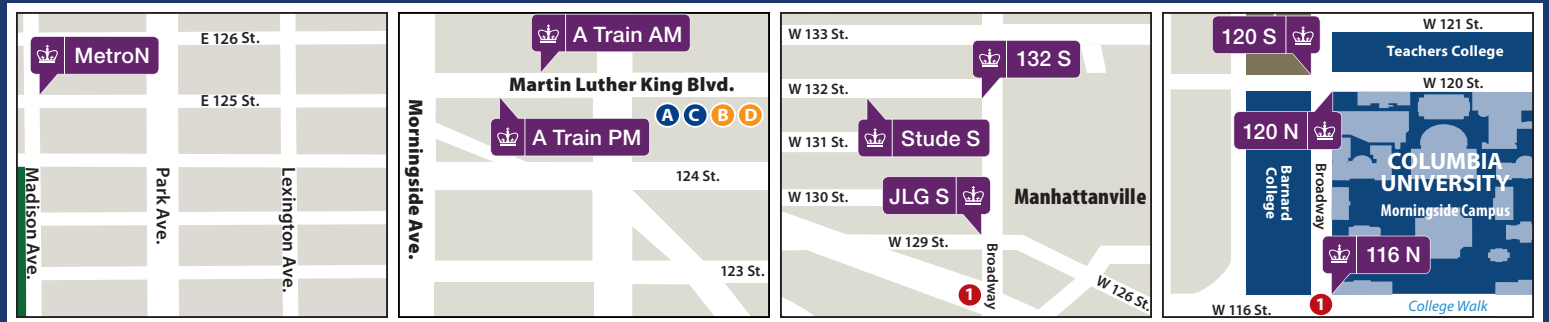 E 126 St.
MetroN
E 125 St.
Madison Ave.
Park Ave.
Lexington Ave.
A Train AM
Martin Luther King Blvd.
A C B D
A Train PM
Morningside Ave.
124 St.
123 St.
W 133 St.
132 S
W 132 St.
Stude S
W 131 St.
JLG S
W 130 St.
Manhattanville
W 129 St.
Broadway
1
W 126 St.
120 S
W 121 St.
Teachers College
W 120 St.
120 N
COLUMBIA
UNIVERSITY
Morningside Campus
Barnard
College
Broadway
116 N
W 116 St.
1
College Walk